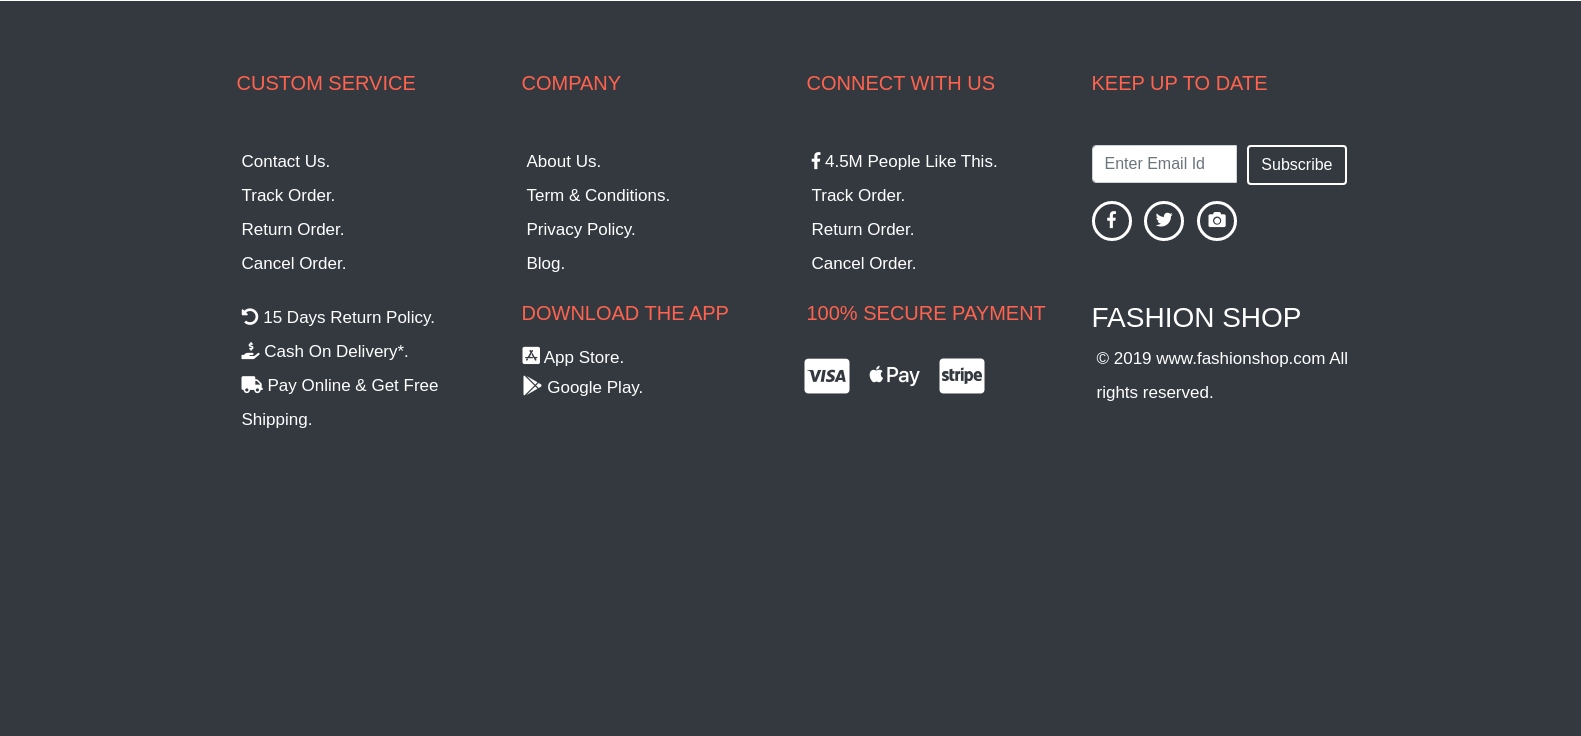 CUSTOM SERVICE
Contact Us.
Track Order.
Return Order.
Cancel Order.
15 Days Return Policy.
Cash On Delivery*.
Pay Online & Get Free
Shipping.
COMPANY
About Us.
Term & Conditions.
Privacy Policy.
Blog.
DOWNLOAD THE APP
App Store.
Google Play.
CONNECT WITH US
4.5M People Like This.
Track Order.
Return Order.
Cancel Order.
100% SECURE PAYMENT
VISA Pay stripe
KEEP UP TO DATE
Enter Email Id Subscribe
FASHION SHOP
© 2019 www.fashionshop.com All
rights reserved.